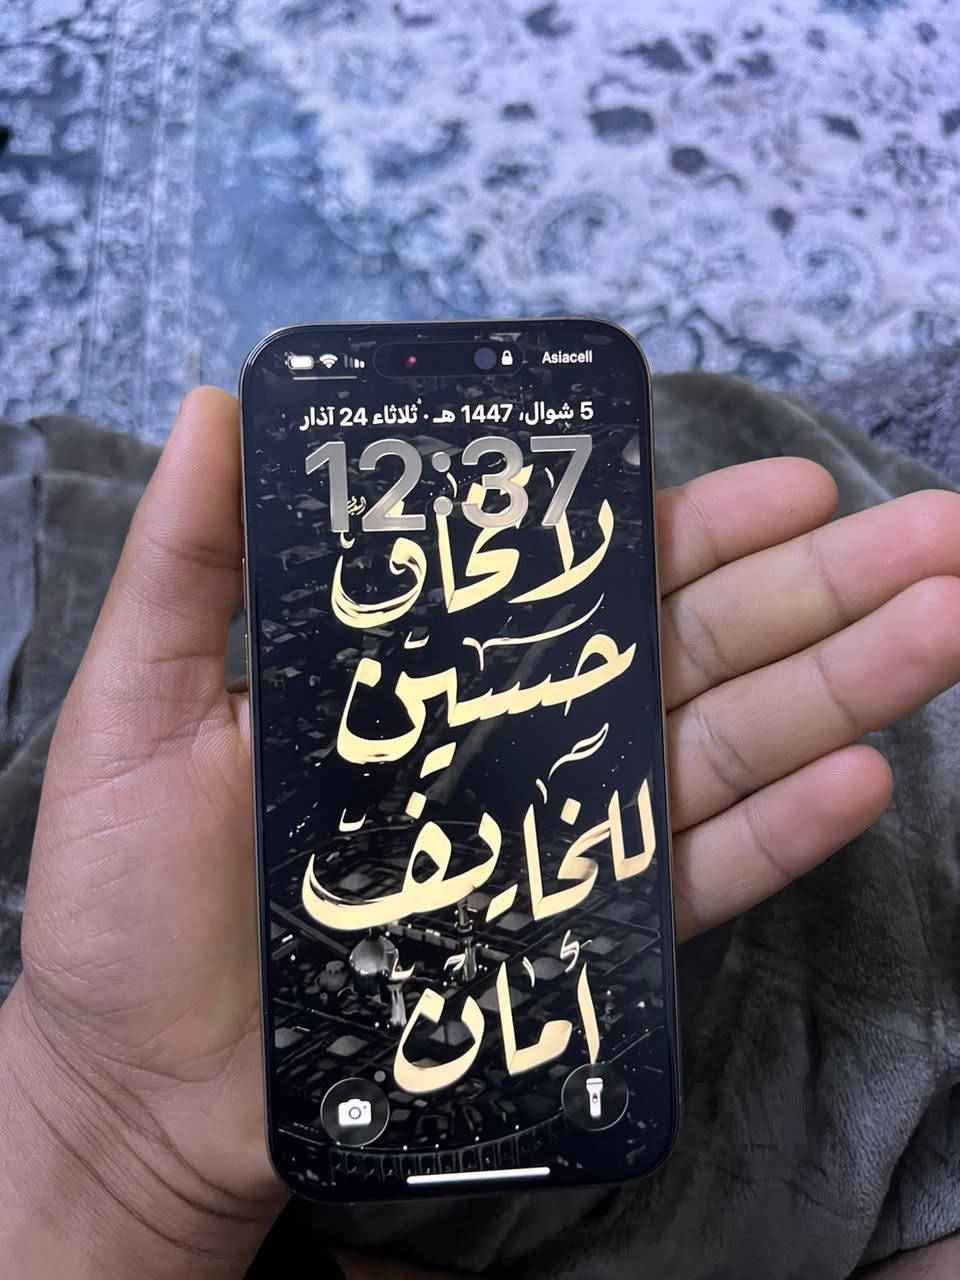 Asiacell
5 شوال، 1447 هـ · ثلاثاء 24 آذار
12:37
لا تخاف
حسين
للخايف
أمان